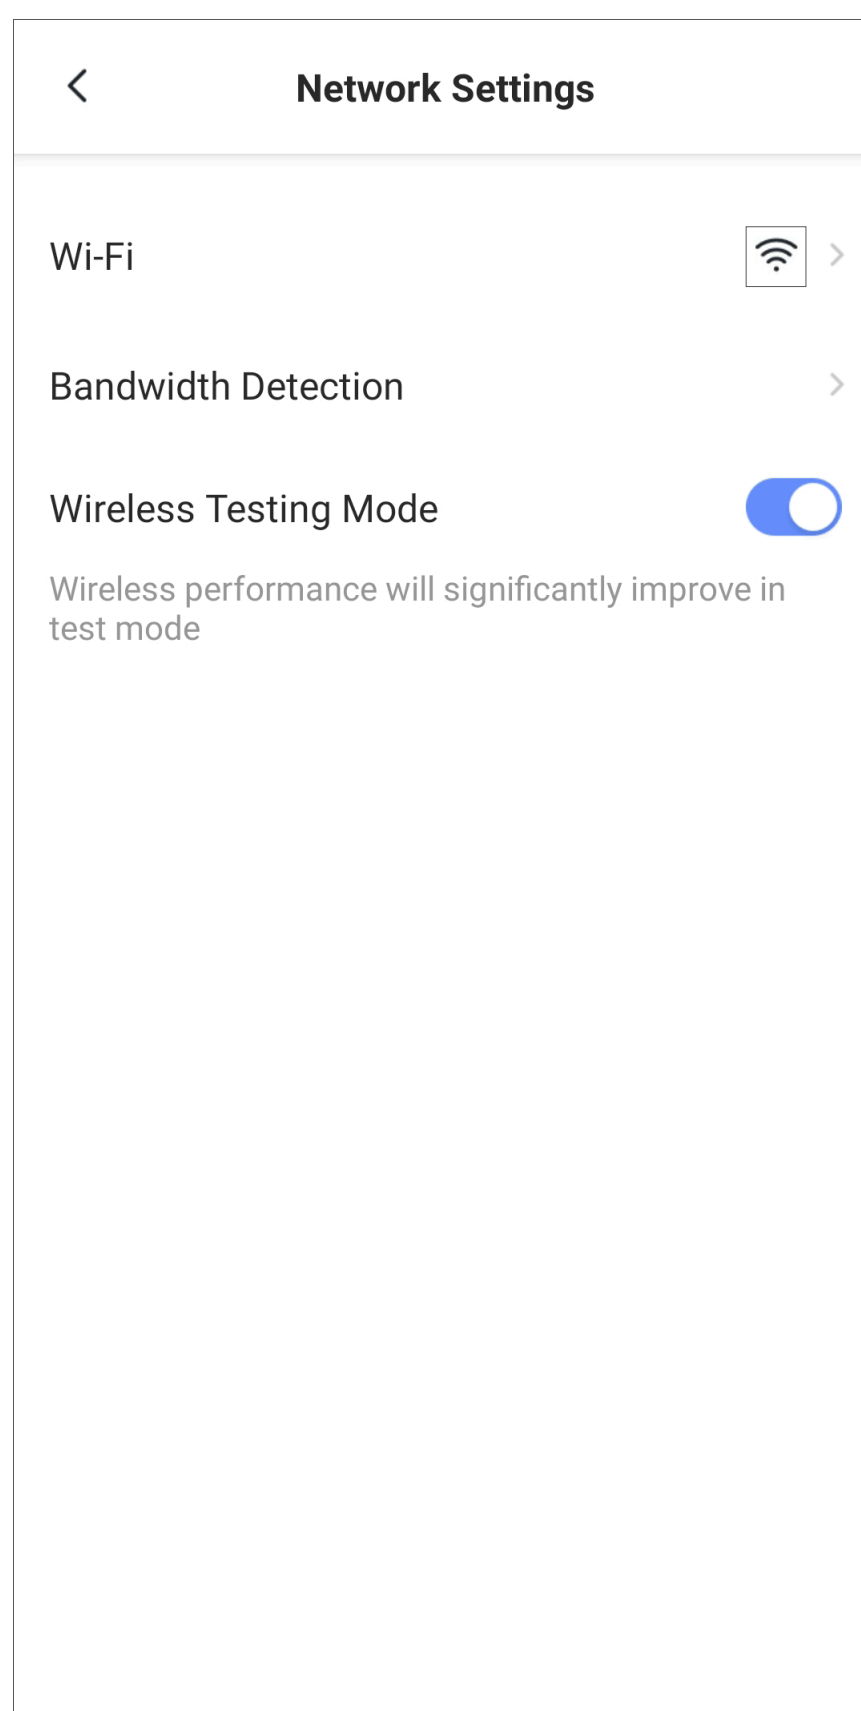 Network Settings
Wi-Fi
Bandwidth Detection
Wireless Testing Mode
Wireless performance will significantly improve in
test mode